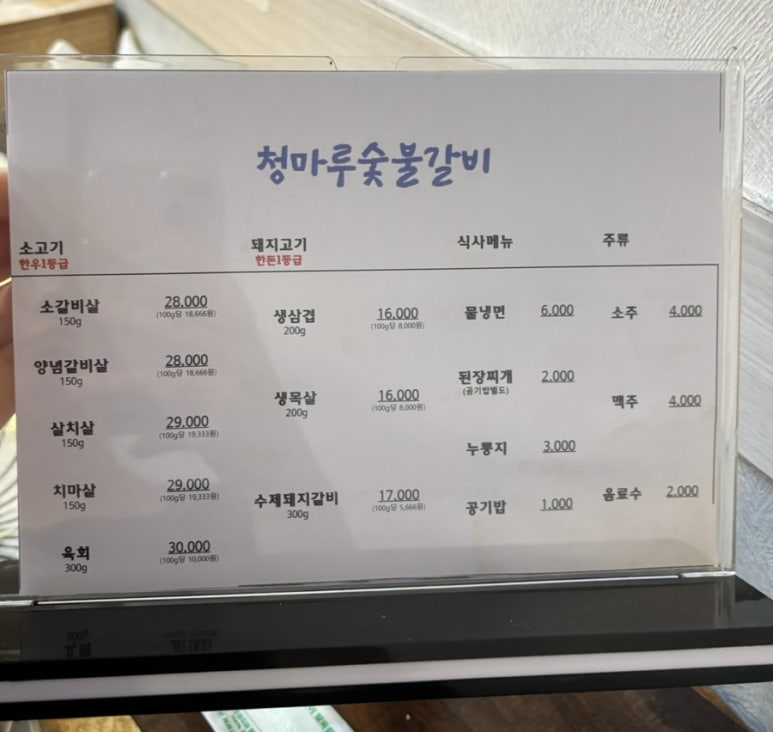 청마루숯불갈비
소고기
한우1등급
소갈비살 28,000
150g (100g당 18,666원)
양념갈비살 28,000
150g (100g당 18,666원)
살치살 29,000
150g (100g당 19,333원)
치마살 29,000
150g (100g당 19,333원)
육회 30,000
300g (100g당 10,000원)
돼지고기
한돈1등급
생삼겹 16,000
200g (100g당 8,000원)
생목살 16,000
200g (100g당 8,000원)
수제돼지갈비 17,000
300g (100g당 5,666원)
식사메뉴
물냉면 6,000
된장찌개 2,000
(공기밥별도)
누룽지 3,000
공기밥 1,000
주류
소주 4,000
맥주 4,000
음료수 2,000